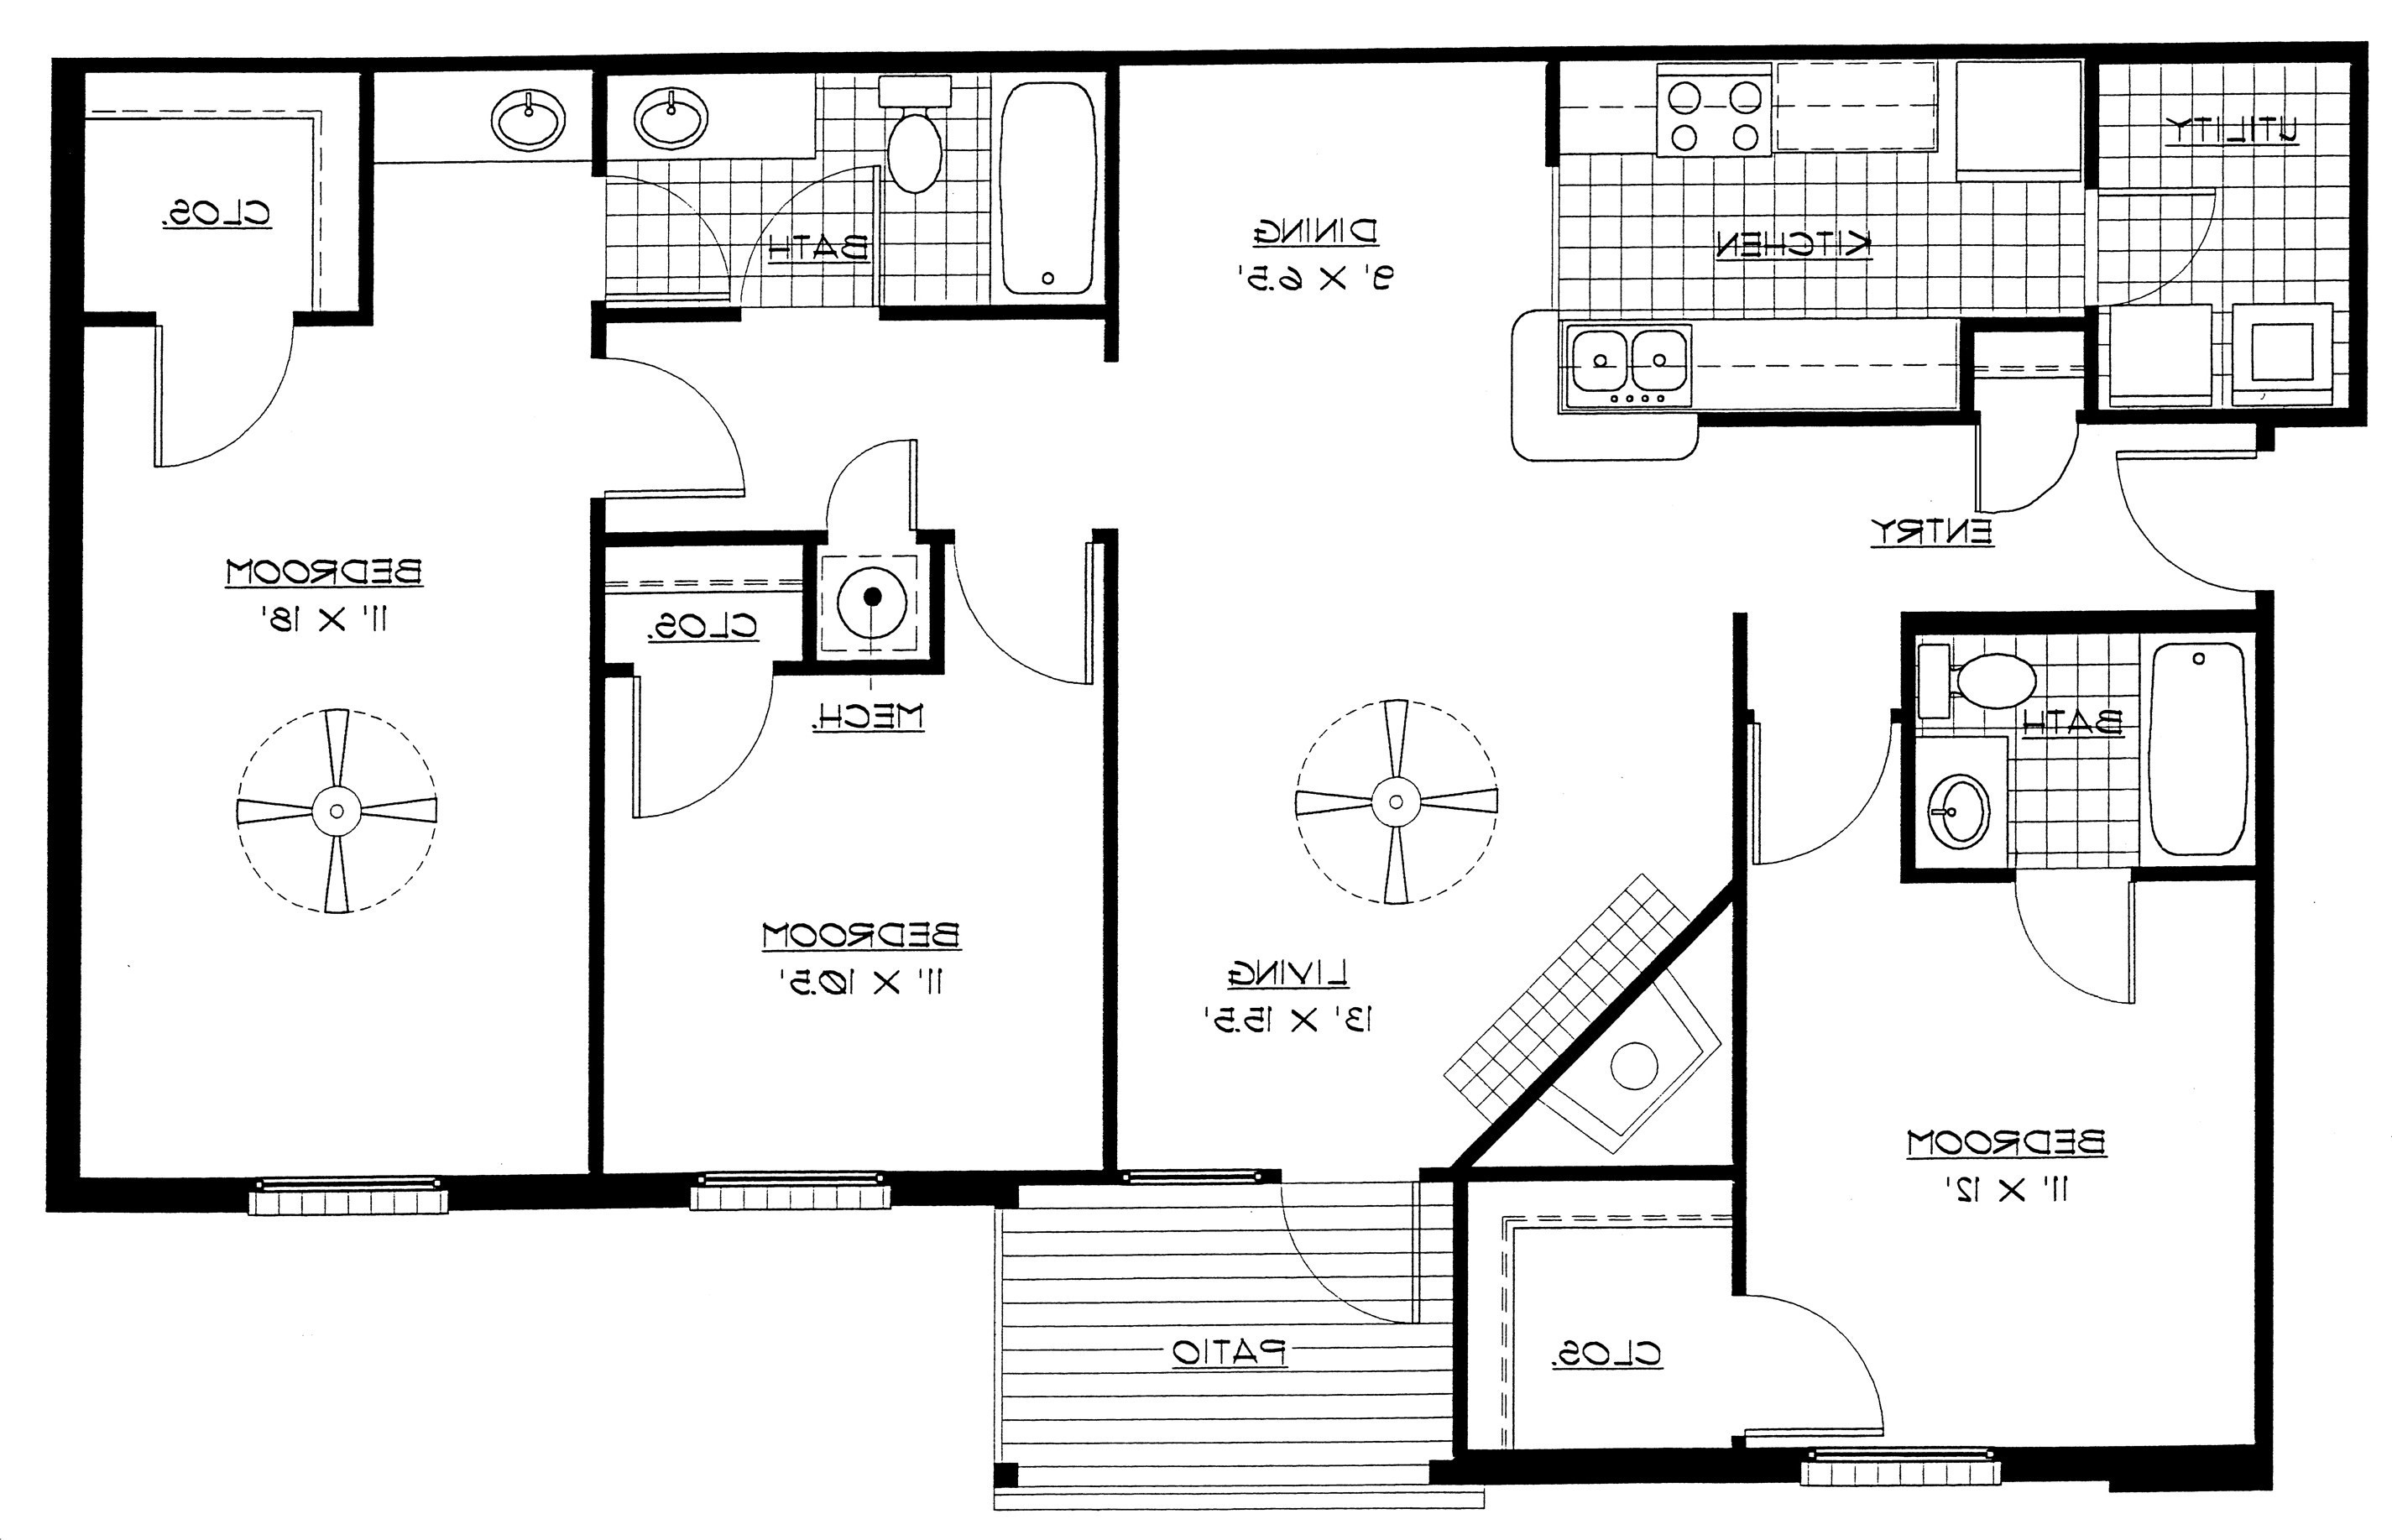 UTILITY
CLOS.
DINING
9' X 6.5'
KITCHEN
BATH
ENTRY
BEDROOM
11' X 18'
CLOS.
MECH.
BATH
BEDROOM
11' X 10.5'
LIVING
13' X 15.5'
BEDROOM
11' X 12'
PATIO
CLOS.